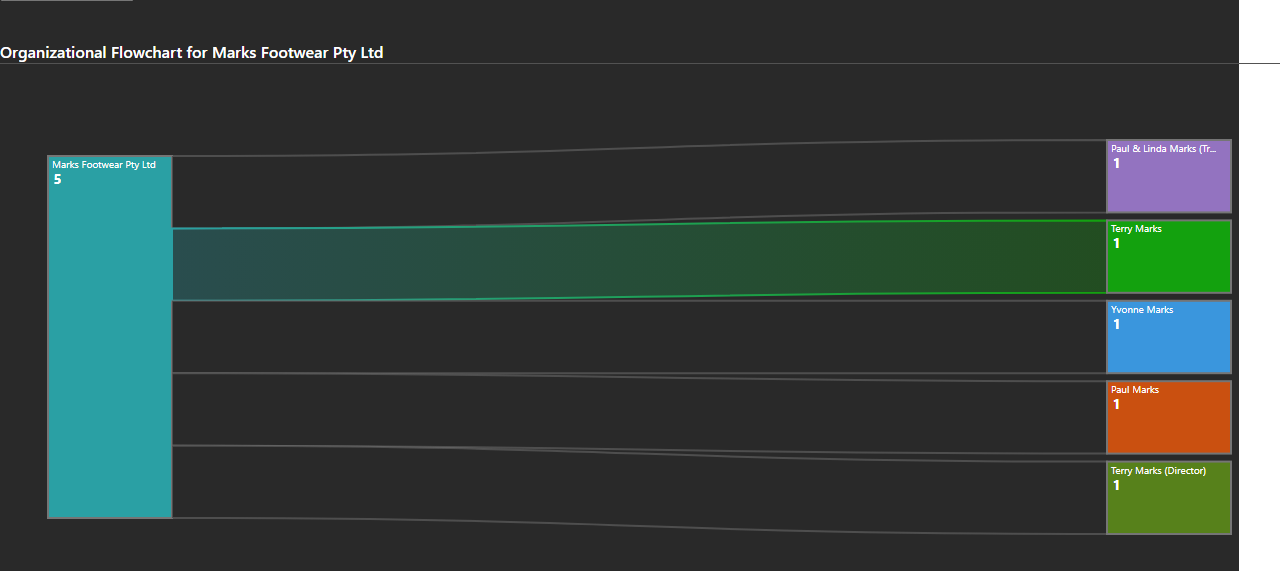 Organizational Flowchart for Marks Footwear Pty Ltd
Marks Footwear Pty Ltd
5
Paul & Linda Marks (Tr...
1
Terry Marks
1
Yvonne Marks
1
Paul Marks
1
Terry Marks (Director)
1